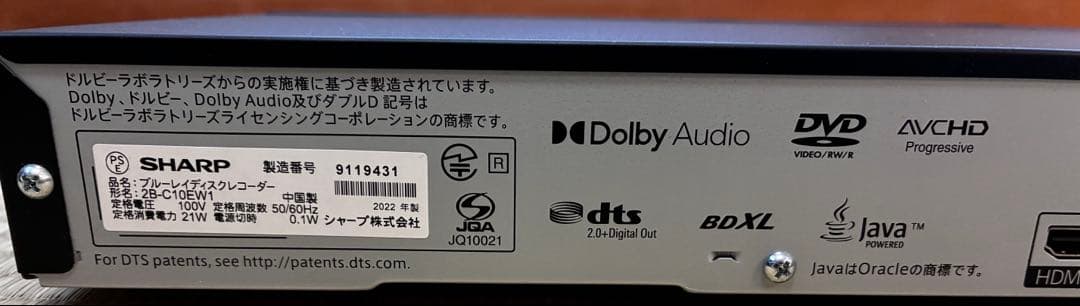 ドルビーラボラトリーズからの実施権に基づき製造されています。
Dolby、ドルビー、Dolby Audio及びダブルD 記号は
ドルビーラボラトリーズライセンシングコーポレーションの商標です。
PS
E
SHARP 製造番号 9119431
品名：ブルーレイディスクレコーダー
形名：2B-C10EW1 中国製
定格電圧 100V 定格周波数 50/60Hz 2022 年製
定格消費電力 21W 電源切時 0.1W シャープ株式会社
R
JQA
JQ10021
For DTS patents, see http://patents.dts.com.
Dolby Audio
DVD
VIDEO/RW/R
AVCHD
Progressive
dts
2.0+Digital Out
BDXL
Java™
POWERED
JavaはOracleの商標です。
HDM